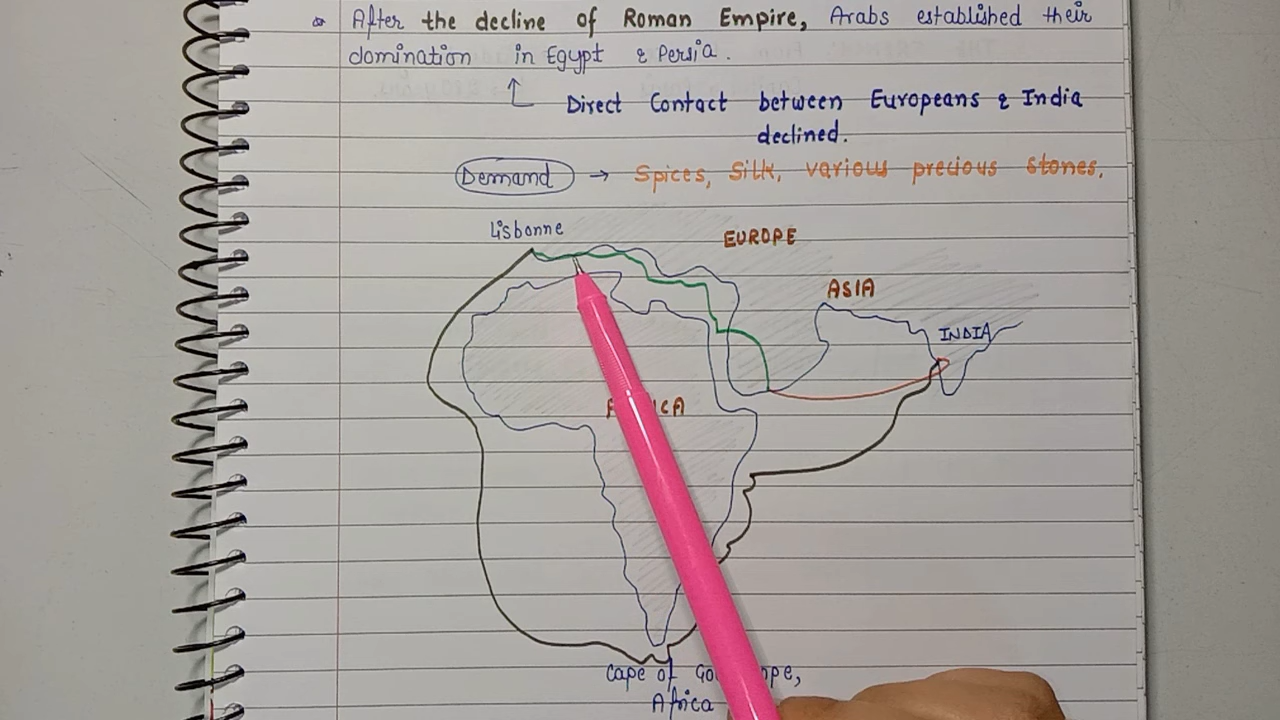 After the decline of Roman Empire, Arabs established their
domination in Egypt & Persia.
Direct Contact between Europeans & India
declined.
Demand → Spices, Silk, various precious stones.
Lisbonne
EUROPE
ASIA
INDIA
Cape of
Africa